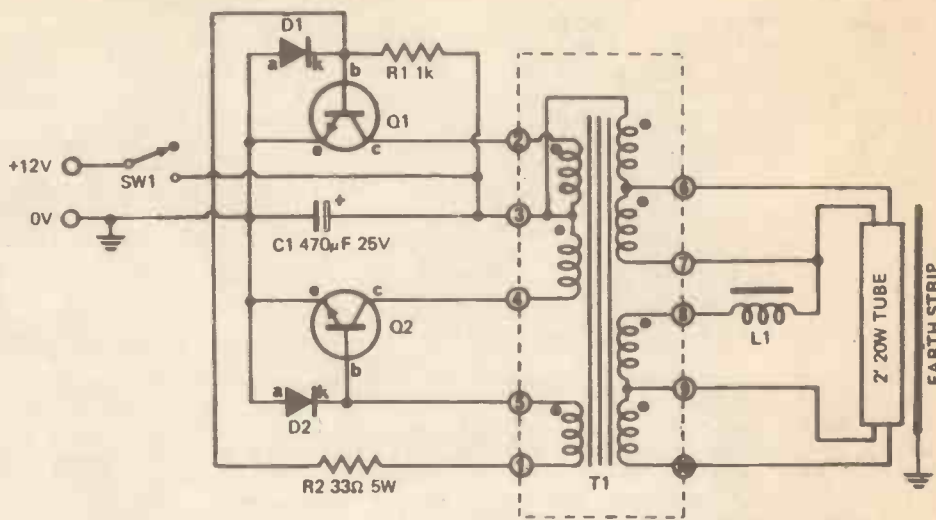 D1
a k
b
R1 1k
Q1
e c
+12V
SW1
0V
+
C1 470μF 25V
e c
Q2
b
a k
D2
R2 33Ω 5W
2
3
4
5
1
T1
6
7
8
9
L1
2' 20W TUBE
EARTH STRIP